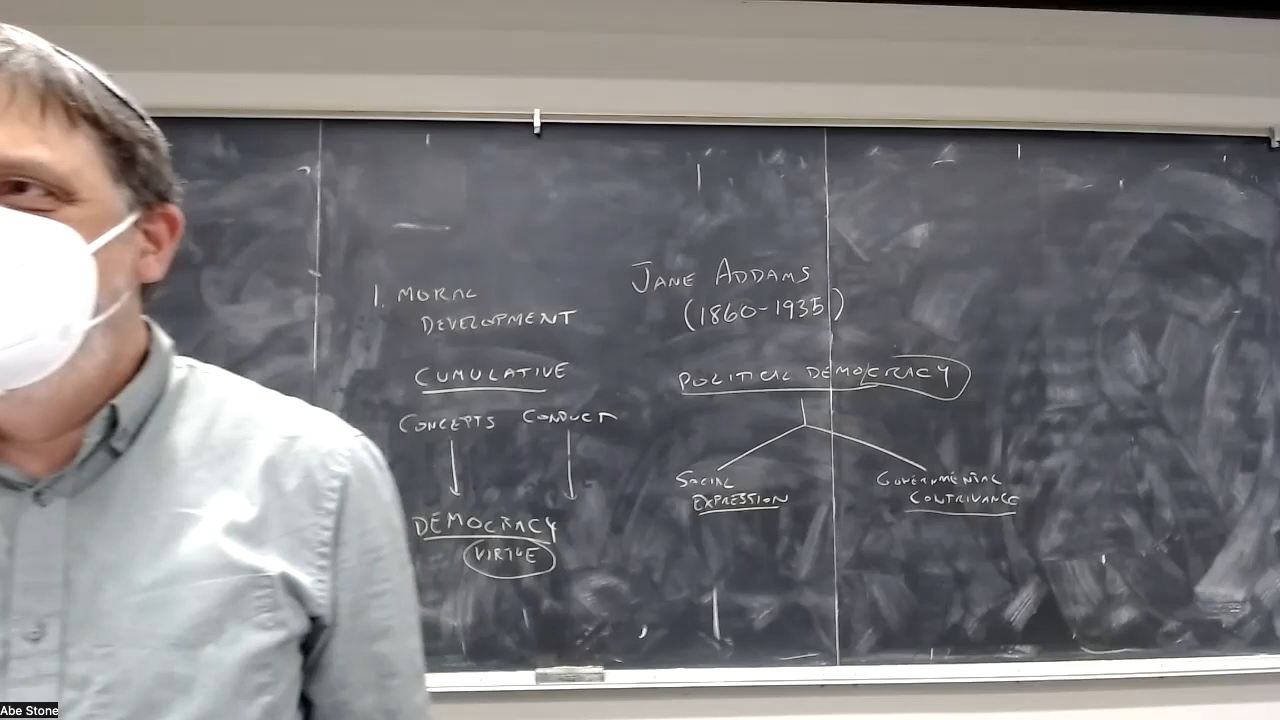 1. MORAL
DEVELOPMENT
CUMULATIVE
CONCEPTS CONDUCT
DEMOCRACY
VIRTUE
JANE ADDAMS
(1860-1935)
POLITICAL DEMOCRACY
SOCIAL
EXPRESSION
GOVERNMENTAL
CONTRIVANCE
Abe Stone